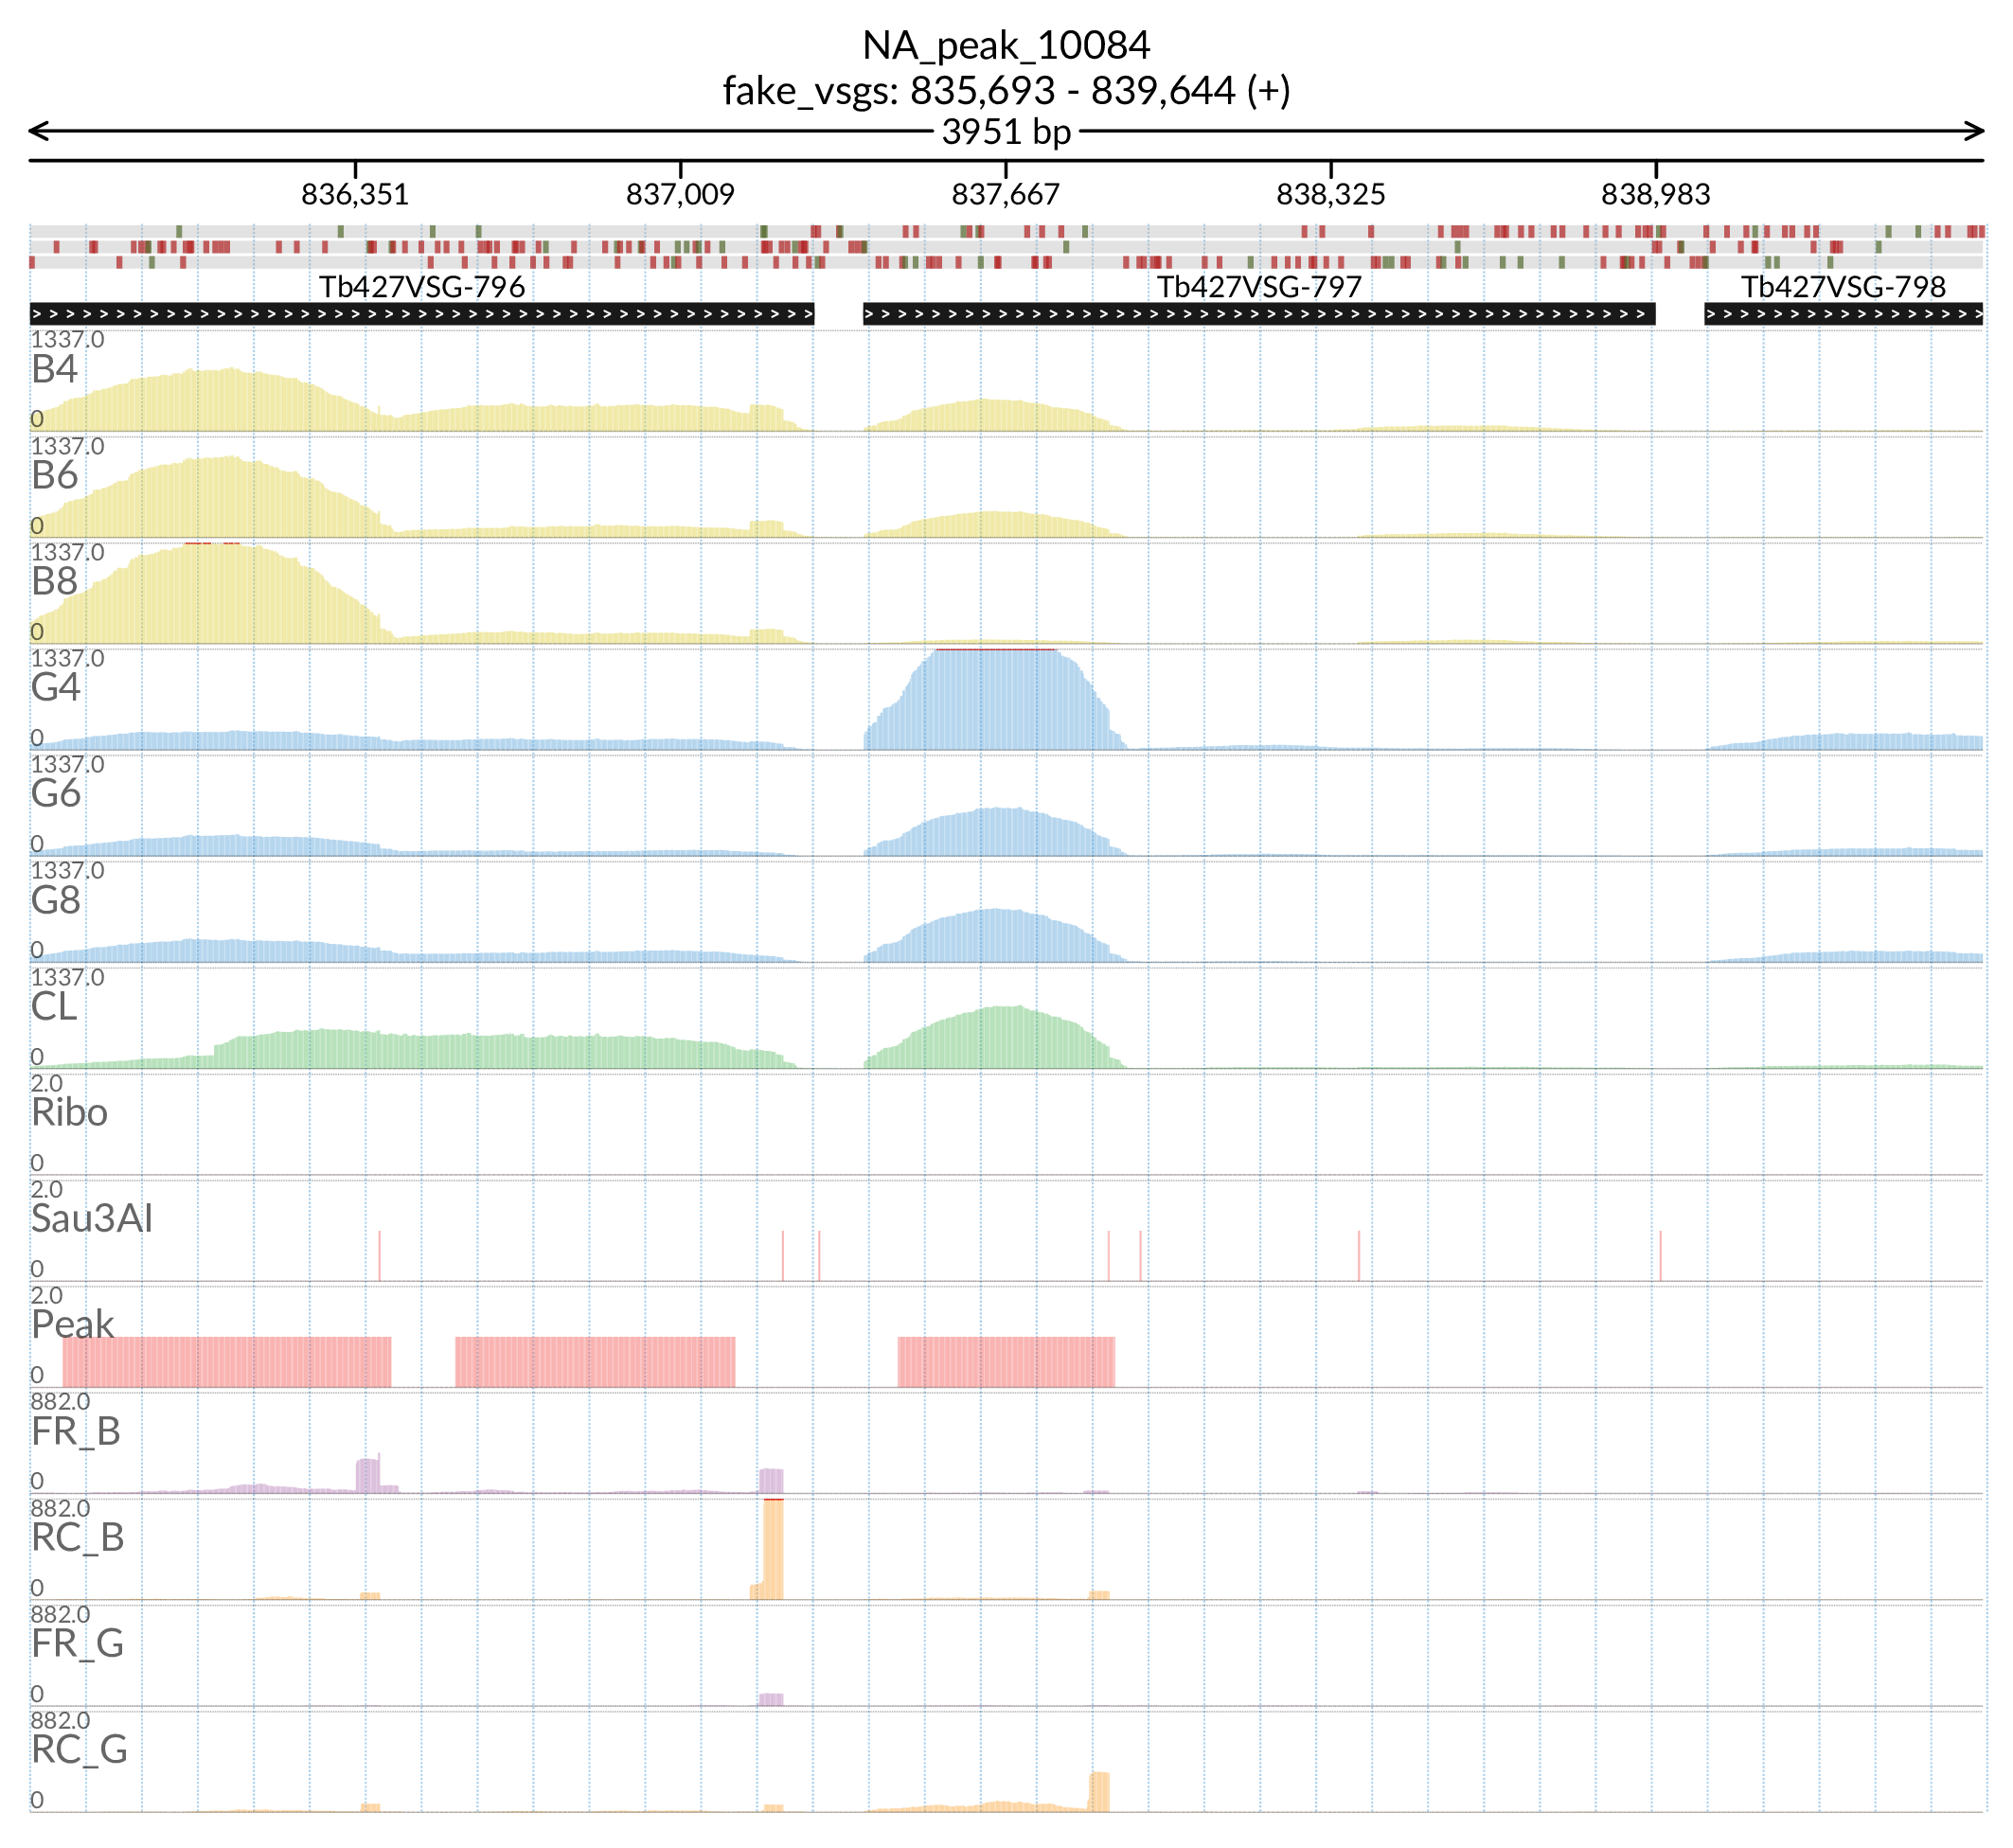 NA_peak_10084
fake_vsgs: 835,693 - 839,644 (+)
3951 bp
836,351 837,009 837,667 838,325 838,983
Tb427VSG-796 Tb427VSG-797 Tb427VSG-798
1337.0
B4
0
1337.0
B6
0
1337.0
B8
0
1337.0
G4
0
1337.0
G6
0
1337.0
G8
0
1337.0
CL
0
2.0
Ribo
0
2.0
Sau3AI
0
2.0
Peak
0
882.0
FR_B
0
882.0
RC_B
0
882.0
FR_G
0
882.0
RC_G
0